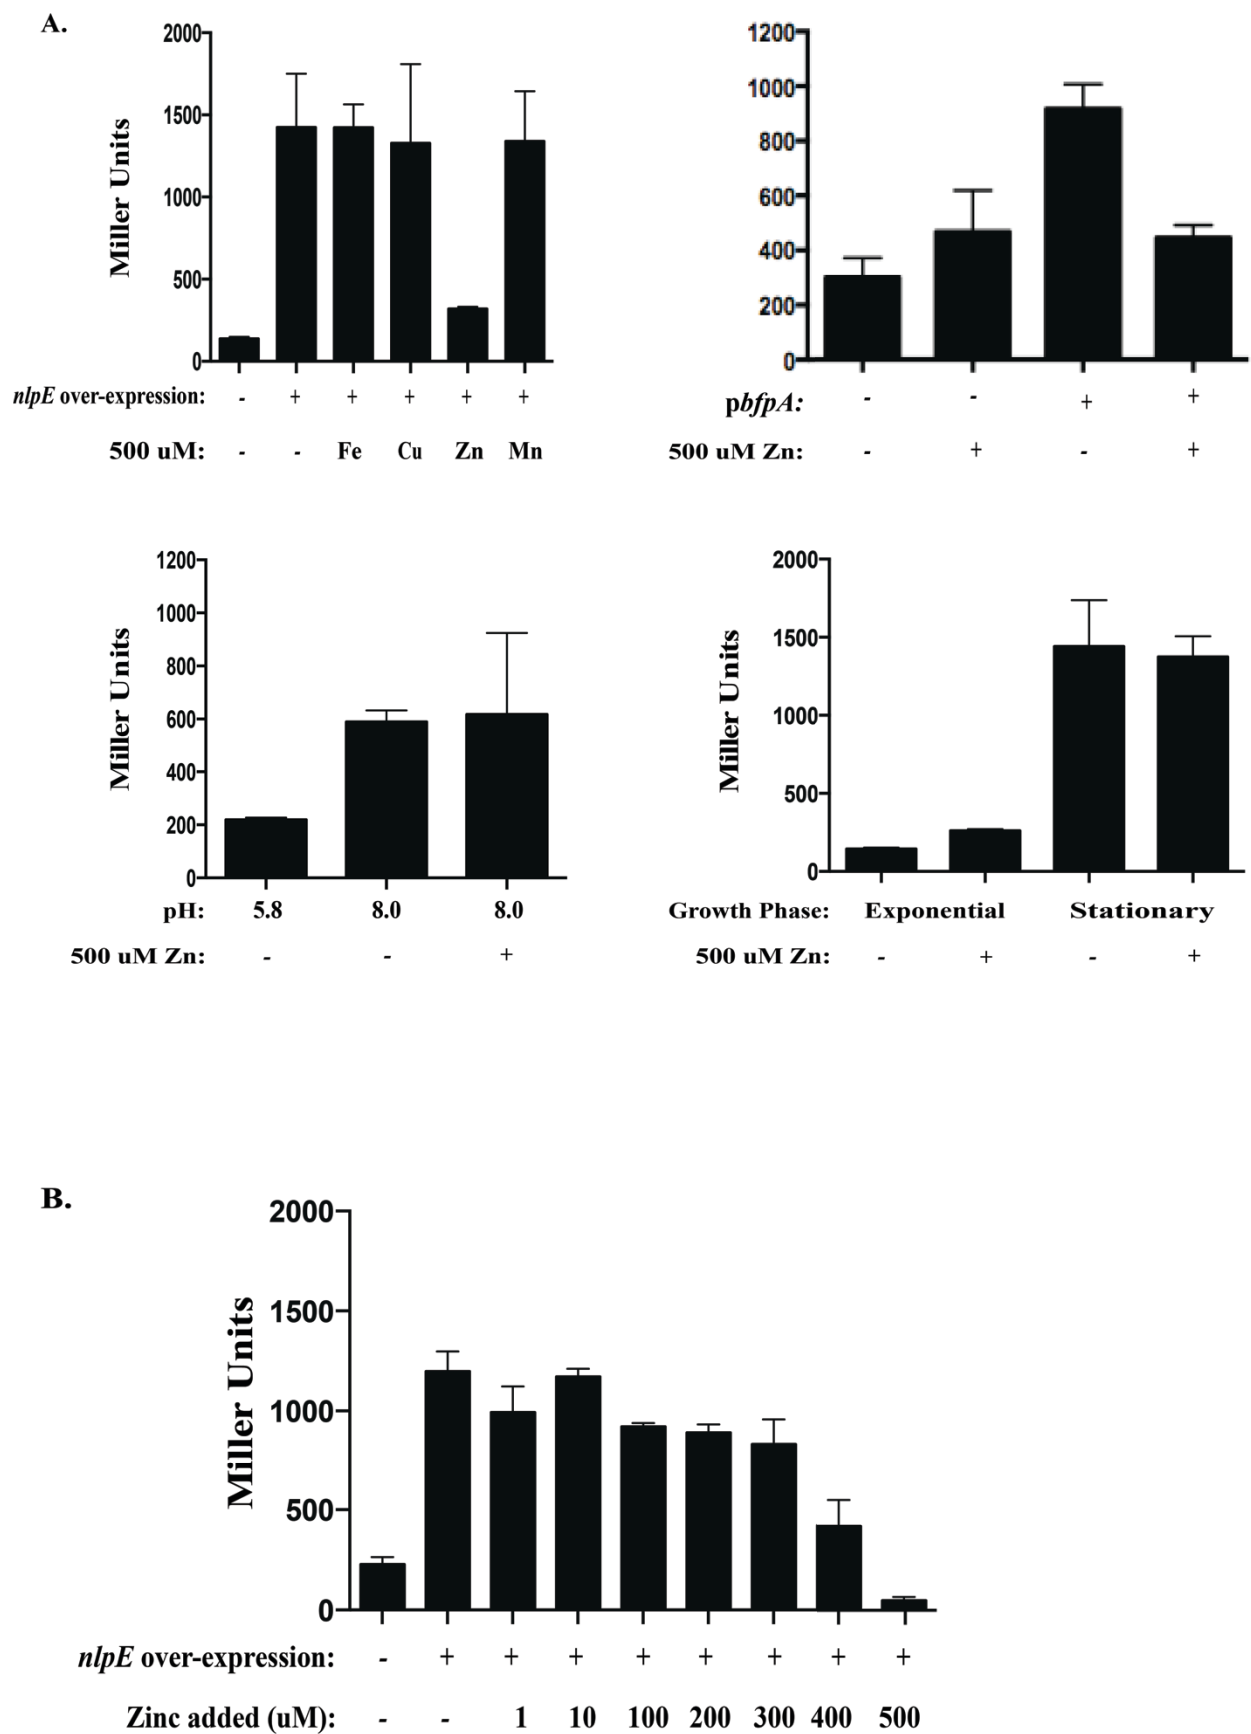 A.
Miller Units
2000
1500
1000
500
0
nlpE over-expression: - + + + + +
500 uM: - - Fe Cu Zn Mn
1200
1000
800
600
400
200
0
pbfpA: - - + +
500 uM Zn: - + - +
Miller Units
1200
1000
800
600
400
200
0
pH: 5.8 8.0 8.0
500 uM Zn: - - +
Miller Units
2000
1500
1000
500
0
Growth Phase: Exponential Stationary
500 uM Zn: - + - +
B.
Miller Units
2000
1500
1000
500
0
nlpE over-expression: - + + + + + + + +
Zinc added (uM): - - 1 10 100 200 300 400 500